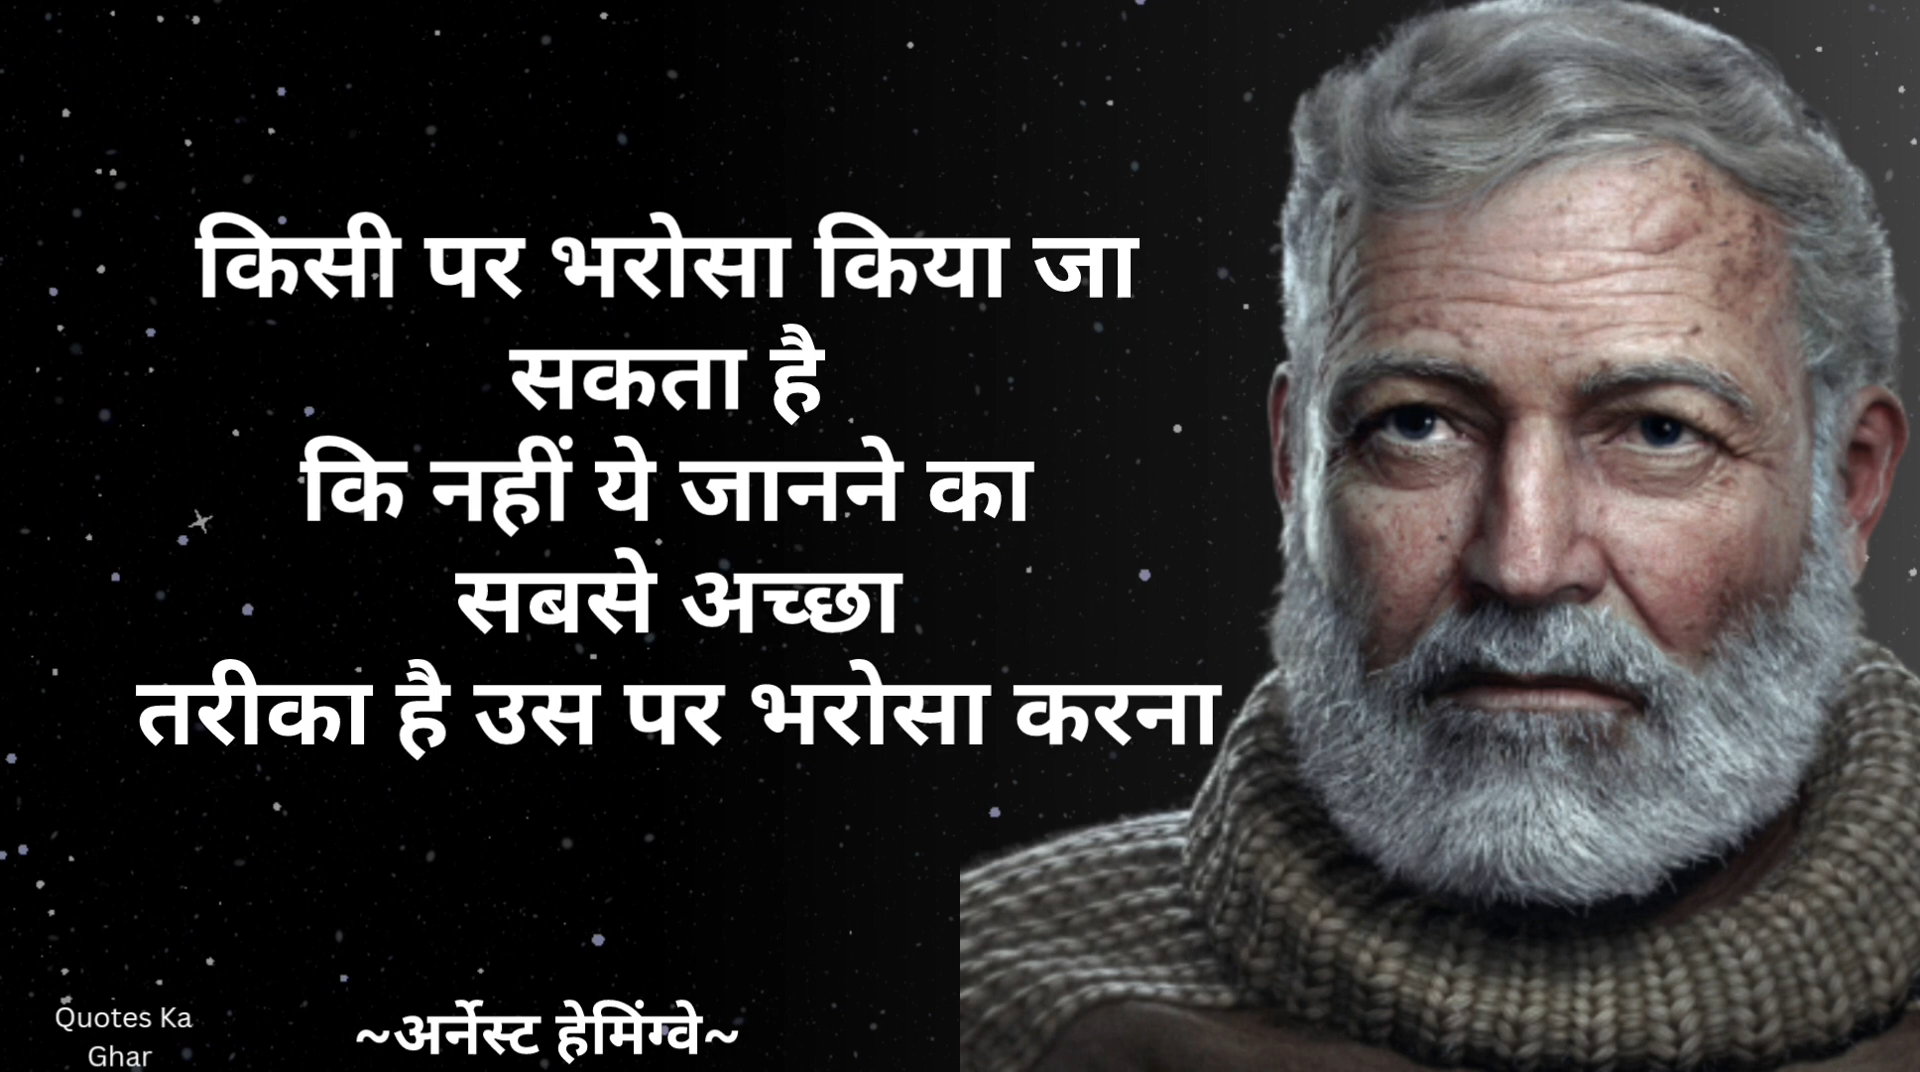 किसी पर भरोसा किया जा
सकता है
कि नहीं ये जानने का
सबसे अच्छा
तरीका है उस पर भरोसा करना
~अर्नेस्ट हेमिंग्वे~
Quotes Ka
Ghar